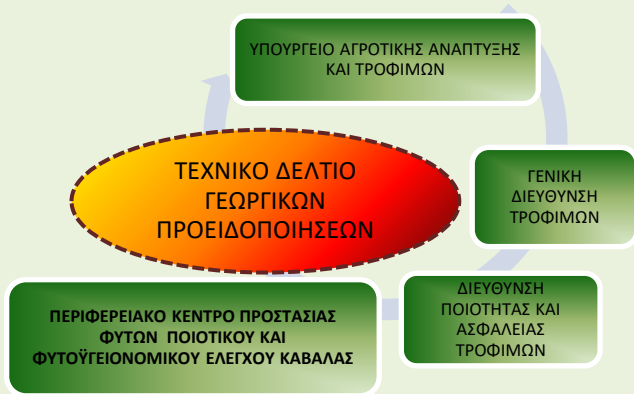 ΥΠΟΥΡΓΕΙΟ ΑΓΡΟΤΙΚΗΣ ΑΝΑΠΤΥΞΗΣ
ΚΑΙ ΤΡΟΦΙΜΩΝ
ΤΕΧΝΙΚΟ ΔΕΛΤΙΟ
ΓΕΩΡΓΙΚΩΝ
ΠΡΟΕΙΔΟΠΟΙΗΣΕΩΝ
ΓΕΝΙΚΗ
ΔΙΕΥΘΥΝΣΗ
ΤΡΟΦΙΜΩΝ
ΔΙΕΥΘΥΝΣΗ
ΠΟΙΟΤΗΤΑΣ ΚΑΙ
ΑΣΦΑΛΕΙΑΣ
ΤΡΟΦΙΜΩΝ
ΠΕΡΙΦΕΡΕΙΑΚΟ ΚΕΝΤΡΟ ΠΡΟΣΤΑΣΙΑΣ
ΦΥΤΩΝ ΠΟΙΟΤΙΚΟΥ ΚΑΙ
ΦΥΤΟΫΓΕΙΟΝΟΜΙΚΟΥ ΕΛΕΓΧΟΥ ΚΑΒΑΛΑΣ